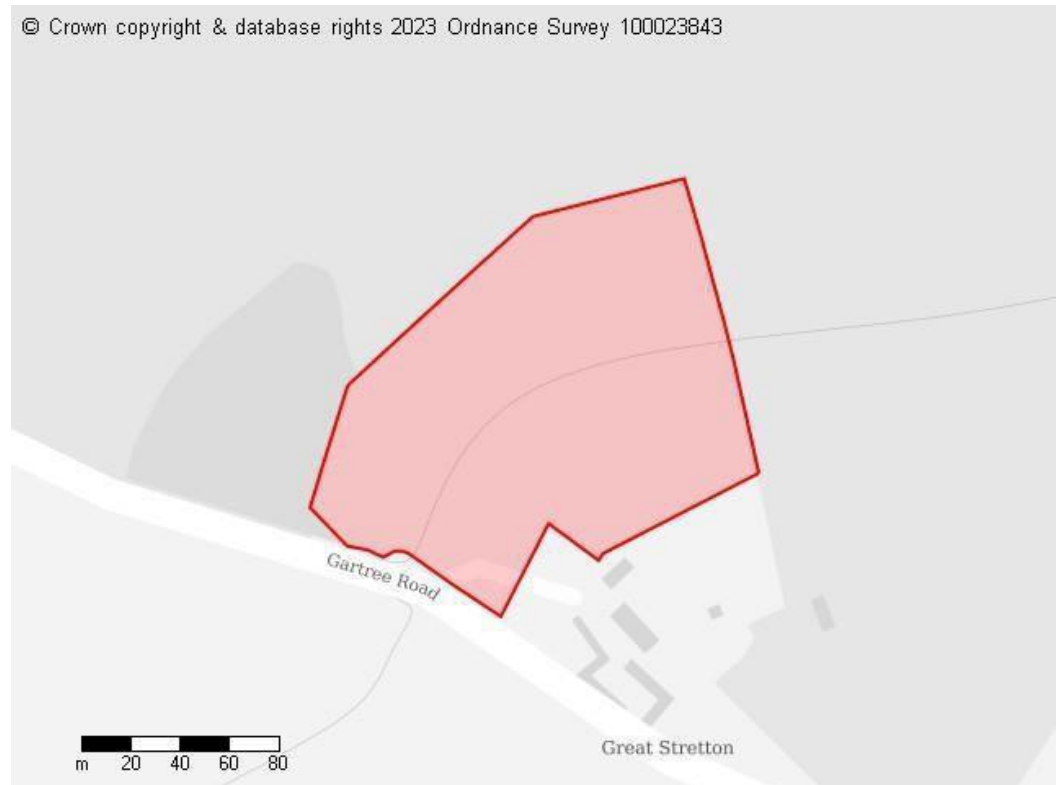 © Crown copyright & database rights 2023 Ordnance Survey 100023843
Gartree Road
Great Stretton
m 20 40 60 80